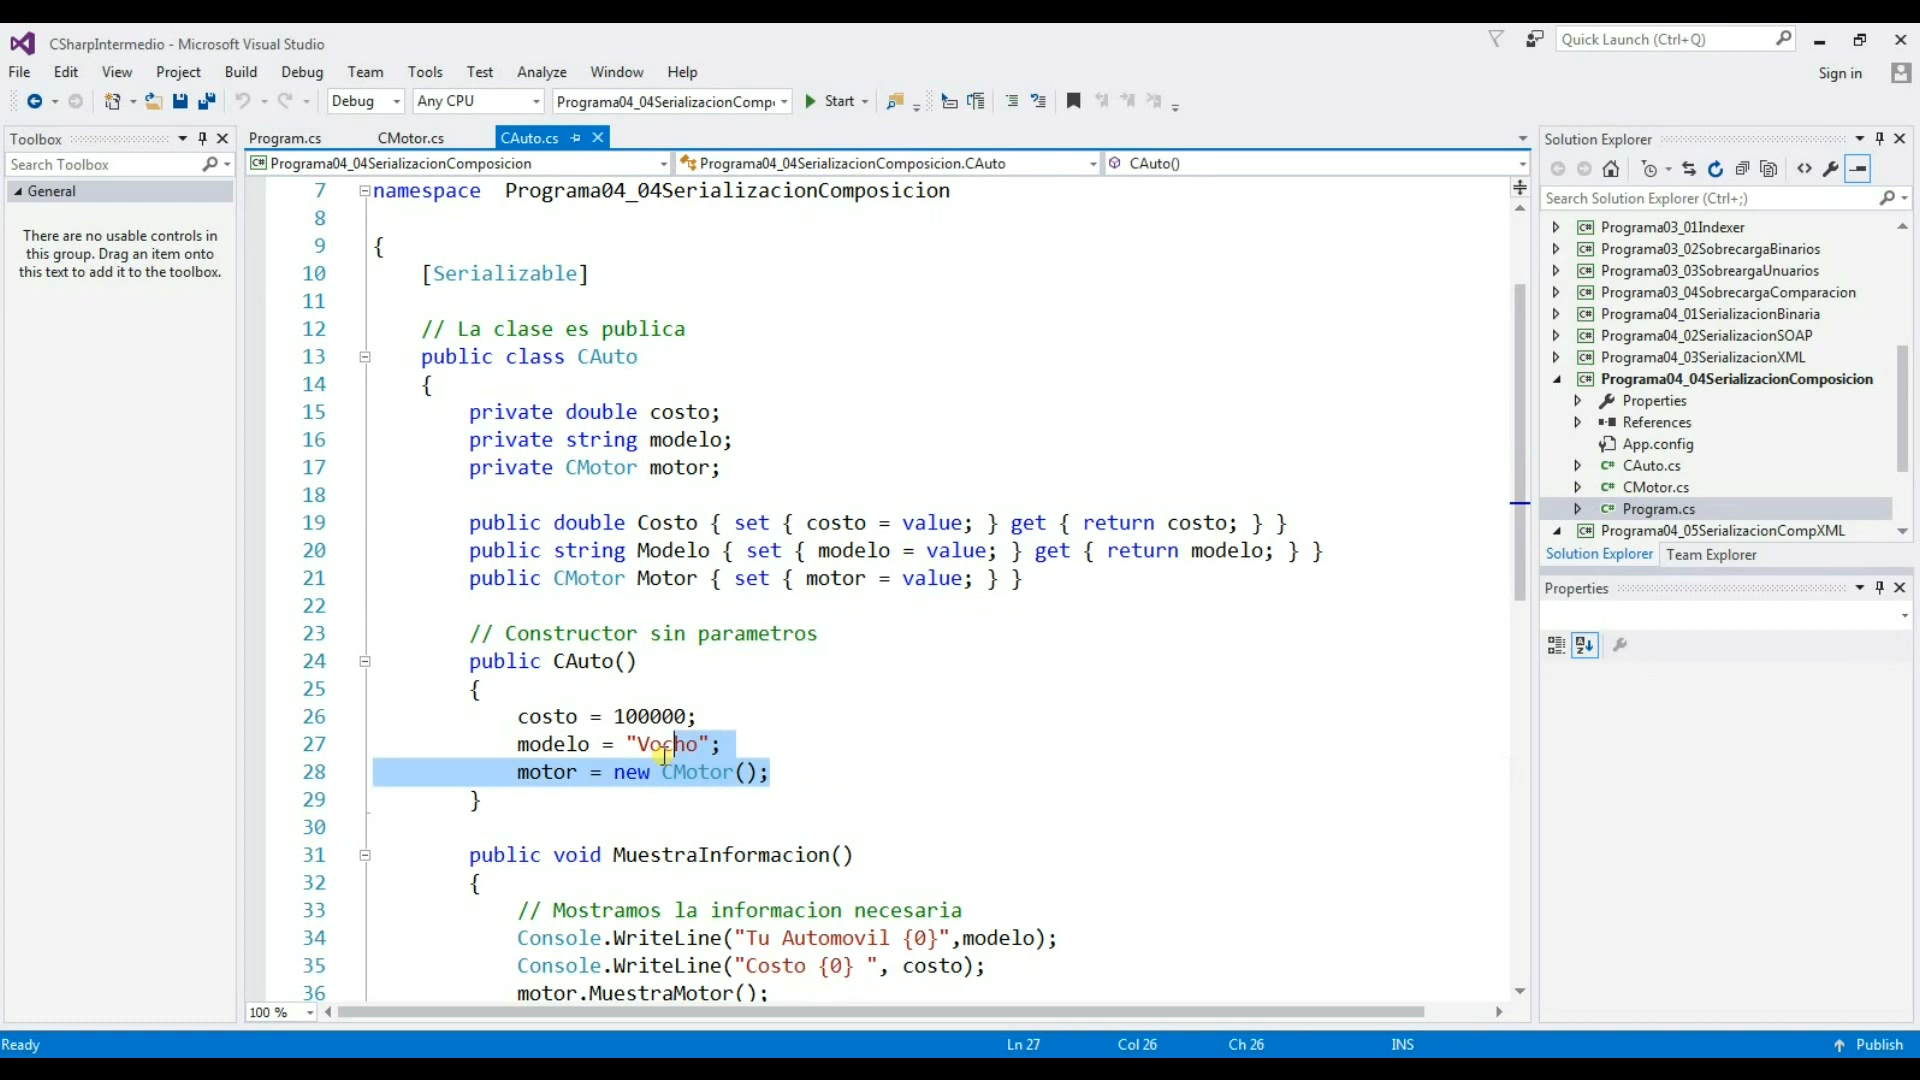 CSharpIntermedio - Microsoft Visual Studio
Quick Launch (Ctrl+Q)
File Edit View Project Build Debug Team Tools Test Analyze Window Help
Sign in
Debug Any CPU Programa04_04SerializacionComp Start
Toolbox
Search Toolbox
General
There are no usable controls in
this group. Drag an item onto
this text to add it to the toolbox.
Program.cs CMotor.cs CAuto.cs
Programa04_04SerializacionComposicion Programa04_04SerializacionComposicion.CAuto CAuto()
7 namespace Programa04_04SerializacionComposicion
8
9 {
10 [Serializable]
11
12 // La clase es publica
13 public class CAuto
14 {
15 private double costo;
16 private string modelo;
17 private CMotor motor;
18
19 public double Costo { set { costo = value; } get { return costo; } }
20 public string Modelo { set { modelo = value; } get { return modelo; } }
21 public CMotor Motor { set { motor = value; } }
22
23 // Constructor sin parametros
24 public CAuto()
25 {
26 costo = 100000;
27 modelo = "Vocho";
28 motor = new CMotor();
29 }
30
31 public void MuestraInformacion()
32 {
33 // Mostramos la informacion necesaria
34 Console.WriteLine("Tu Automovil {0}",modelo);
35 Console.WriteLine("Costo {0} ", costo);
36 motor.MuestraMotor();
100 %
Solution Explorer
Search Solution Explorer (Ctrl+;)
Programa03_01Indexer
Programa03_02SobrecargaBinarios
Programa03_03SobreargaUnuarios
Programa03_04SobrecargaComparacion
Programa04_01SerializacionBinaria
Programa04_02SerializacionSOAP
Programa04_03SerializacionXML
Programa04_04SerializacionComposicion
Properties
References
App.config
CAuto.cs
CMotor.cs
Program.cs
Programa04_05SerializacionCompXML
Solution Explorer Team Explorer
Properties
Ready Ln 27 Col 26 Ch 26 INS Publish